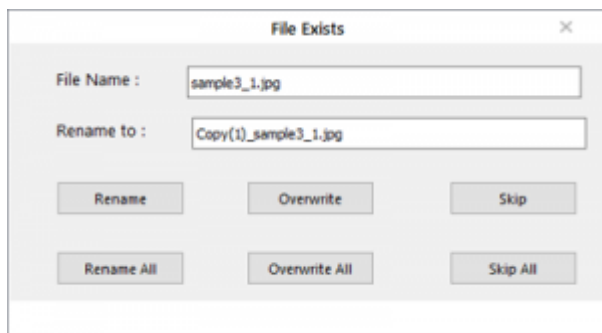 File Exists
File Name : sample3_1.jpg
Rename to : Copy(1)_sample3_1.jpg
Rename Overwrite Skip
Rename All Overwrite All Skip All